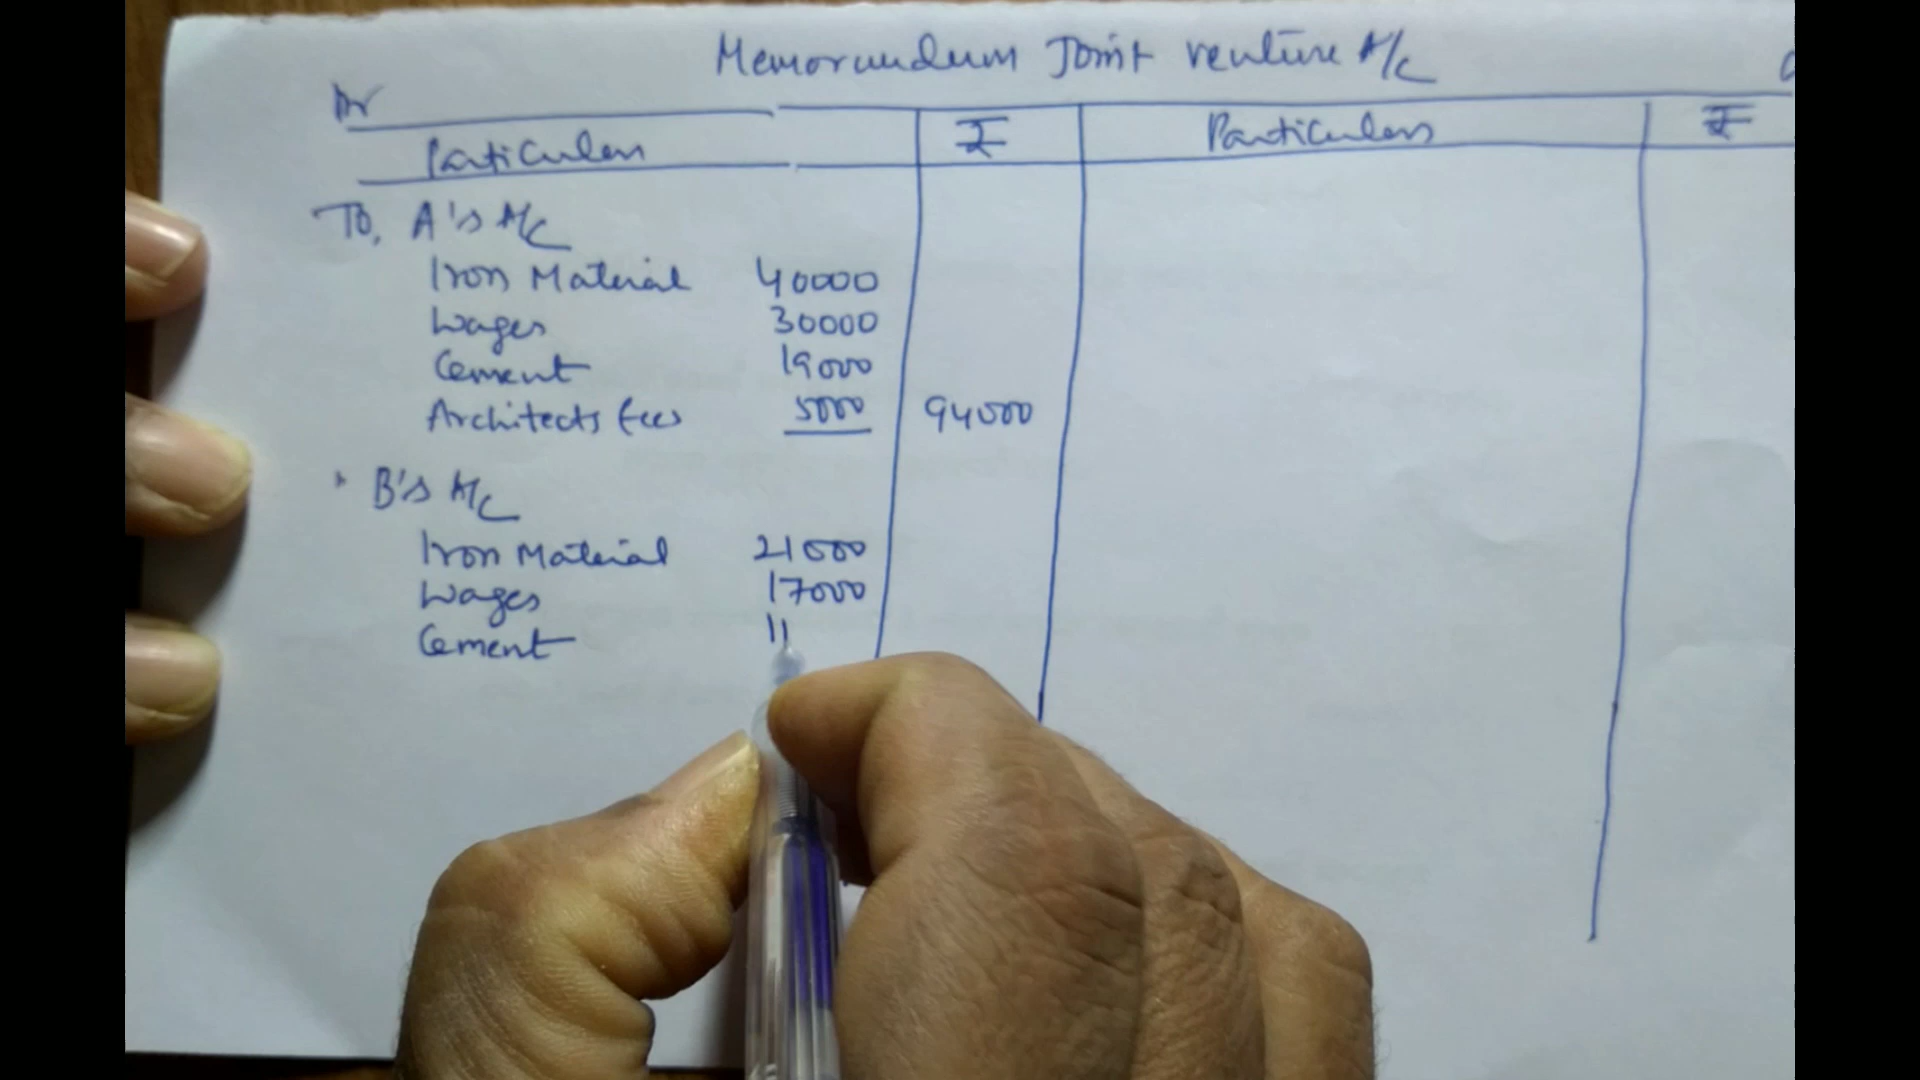 Memorandum Joint Venture A/c
Dr
Particulars ₹ Particulars ₹
To, A's A/c
Iron Material 40000
Wages 30000
Cement 19000
Architects fees 5000 94000
" B's A/c
Iron Material 21000
Wages 17000
Cement 11